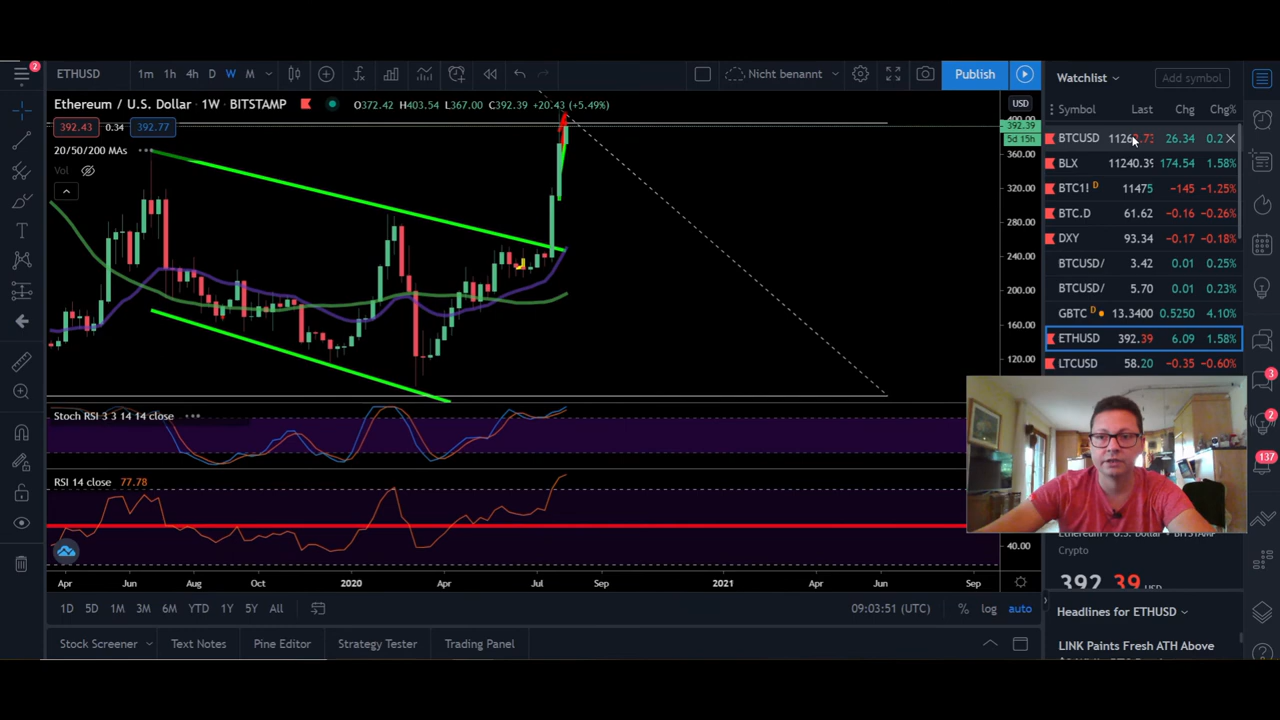 2
ETHUSD 1m 1h 4h D W M Nicht benannt Publish
Ethereum / U.S. Dollar · 1W · BITSTAMP O372.42 H403.54 L367.00 C392.39 +20.43 (+5.49%)
392.43 0.34 392.77
20/50/200 MAs
Vol
USD
400.00
392.39
5d 15h
360.00
320.00
280.00
240.00
200.00
160.00
120.00
Stoch RSI 3 3 14 14 close
RSI 14 close 77.78
40.00
Apr Jun Aug Oct 2020 Apr Jul Sep 2021 Apr Jun Sep
1D 5D 1M 3M 6M YTD 1Y 5Y All 09:03:51 (UTC) % log auto
Stock Screener Text Notes Pine Editor Strategy Tester Trading Panel
Watchlist Add symbol
Symbol Last Chg Chg%
BTCUSD 26.34 0.2
BLX 11240.39 174.54 1.58%
BTC1! D 11475 −145 −1.25%
BTC.D 61.62 −0.16 −0.26%
DXY 93.34 −0.17 −0.18%
BTCUSD/ 3.42 0.01 0.25%
BTCUSD/ 5.70 0.01 0.23%
GBTC D 13.3400 0.5250 4.10%
ETHUSD 392.39 6.09 1.58%
LTCUSD 58.20 −0.35 −0.60%
3
2
137
Crypto
392.39 USD
Headlines for ETHUSD
LINK Paints Fresh ATH Above